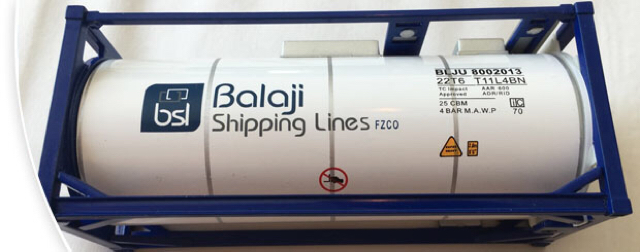 bsl
Balaji
Shipping Lines FZCO
BLJU 8002013
22T6 T11L4BN
TC Impact AAR 600
Approved ADR/RID
25 CBM
4 BAR M.A.W.P
IIC
70